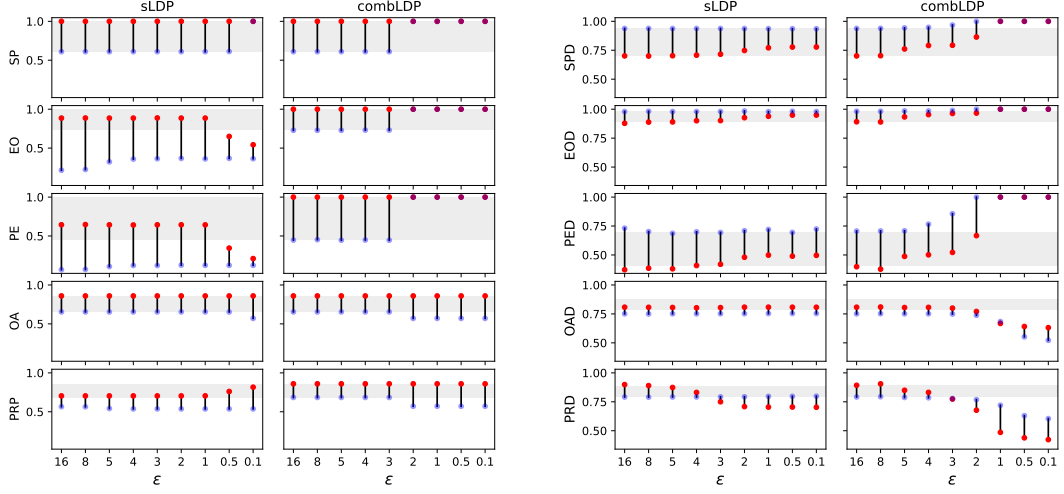 sLDP combLDP sLDP combLDP
SP 1.0 0.5
SPD 1.00 0.75 0.50
EO 1.0 0.5
EOD 1.00 0.75 0.50
PE 1.0 0.5
PED 1.00 0.75 0.50
OA 1.0 0.5
OAD 1.00 0.75 0.50
PRP 1.0 0.5
PRD 1.00 0.75 0.50
16 8 5 4 3 2 1 0.5 0.1 16 8 5 4 3 2 1 0.5 0.1 16 8 5 4 3 2 1 0.5 0.1 16 8 5 4 3 2 1 0.5 0.1
ε ε ε ε